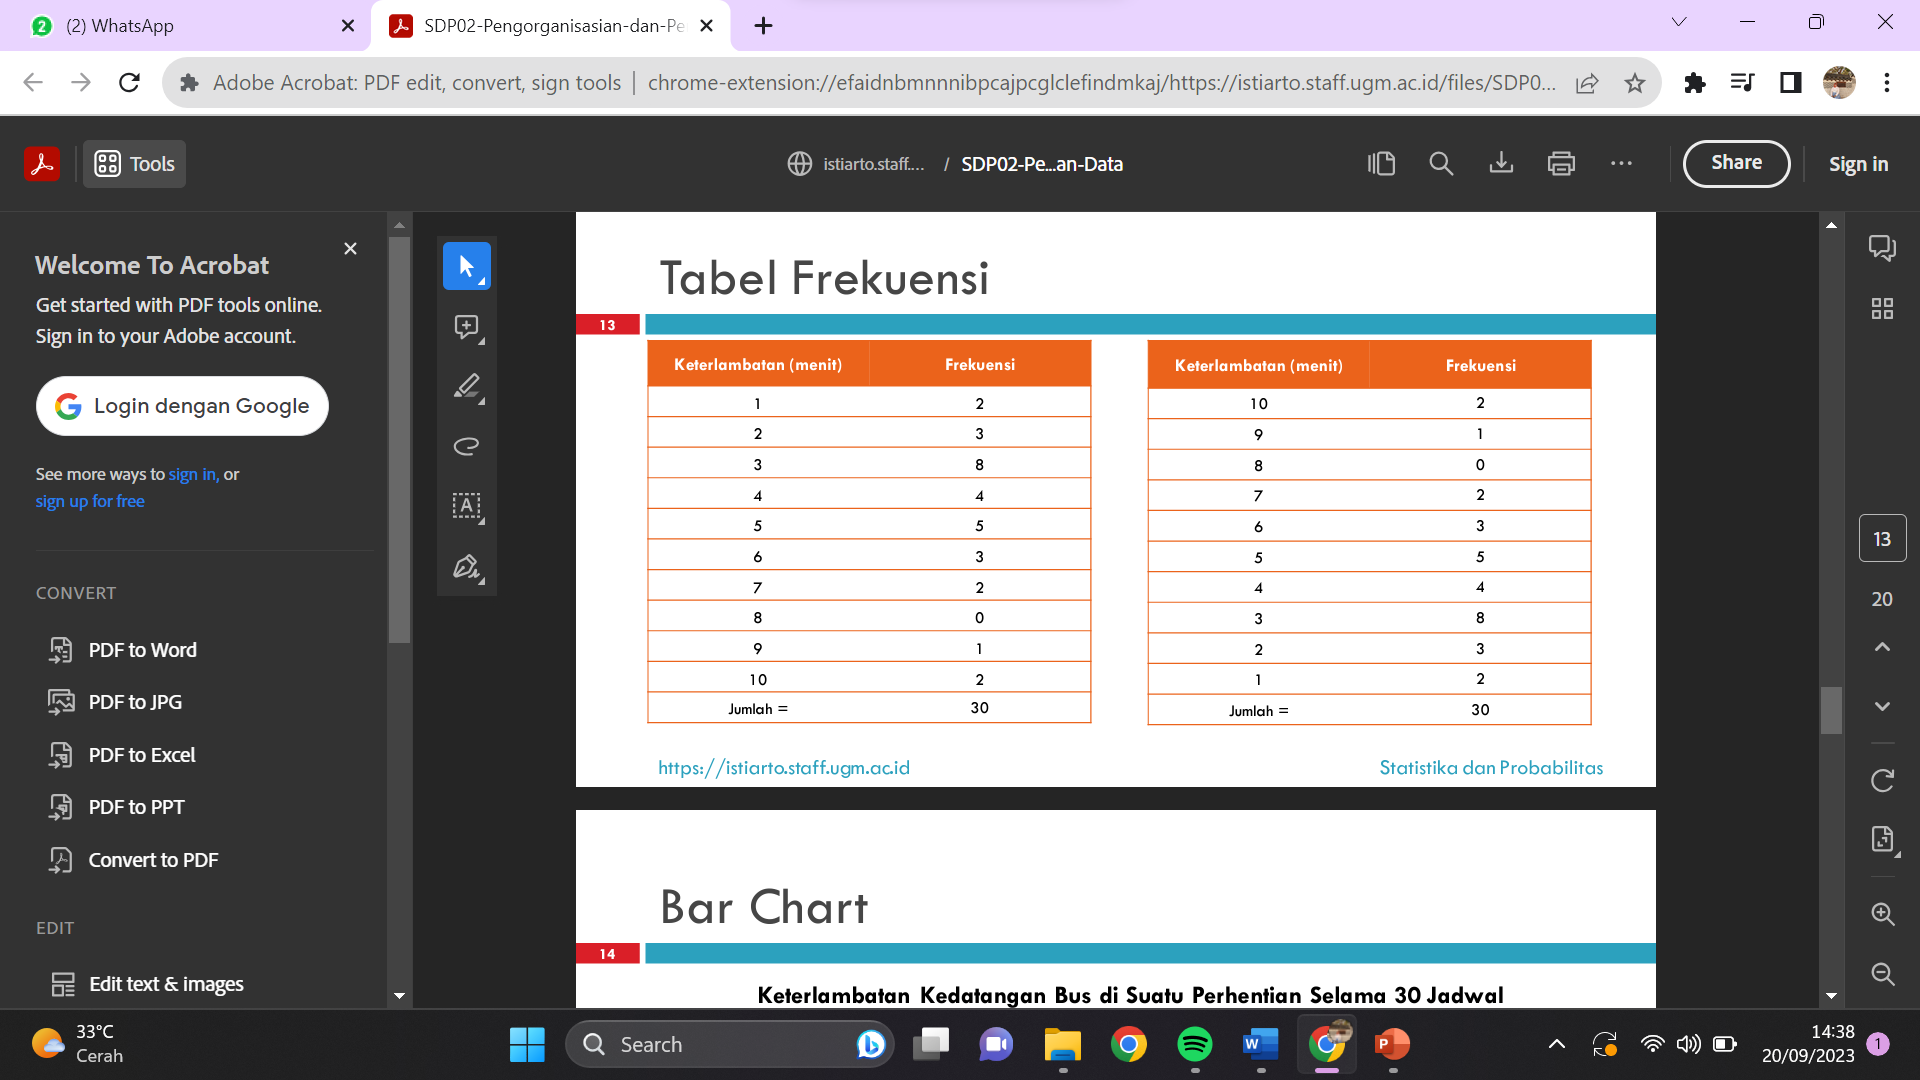 (2) WhatsApp
SDP02-Pengorganisasian-dan-Pe
Adobe Acrobat: PDF edit, convert, sign tools | chrome-extension://efaidnbmnnnibpcajpcglclefindmkaj/https://istiarto.staff.ugm.ac.id/files/SDP0...
Tools
istiarto.staff.... / SDP02-Pe...an-Data
Share
Sign in
Welcome To Acrobat
Get started with PDF tools online.
Sign in to your Adobe account.
Login dengan Google
See more ways to sign in, or
sign up for free
CONVERT
PDF to Word
PDF to JPG
PDF to Excel
PDF to PPT
Convert to PDF
EDIT
Edit text & images
Tabel Frekuensi
13
Keterlambatan (menit) Frekuensi
1 2
2 3
3 8
4 4
5 5
6 3
7 2
8 0
9 1
10 2
Jumlah = 30
Keterlambatan (menit) Frekuensi
10 2
9 1
8 0
7 2
6 3
5 5
4 4
3 8
2 3
1 2
Jumlah = 30
https://istiarto.staff.ugm.ac.id
Statistika dan Probabilitas
Bar Chart
14
Keterlambatan Kedatangan Bus di Suatu Perhentian Selama 30 Jadwal
13
20
33°C
Cerah
Search
14:38
20/09/2023
1